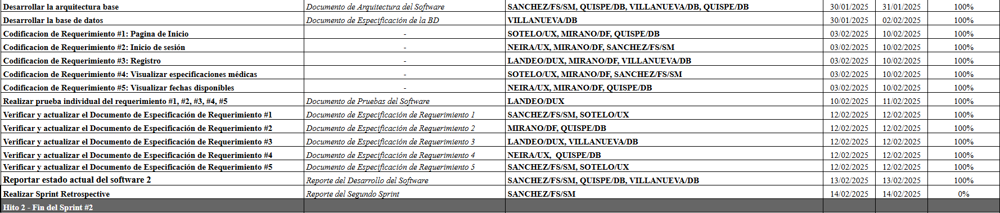 Desarrollar la arquitectura base Documento de Arquitectura del Software SANCHEZ/FS/SM, QUISPE/DB, VILLANUEVA/DB, QUISPE/DB 30/01/2025 31/01/2025 100%
Desarrollar la base de datos Documento de Especificación de la BD VILLANUEVA/DB 30/01/2025 02/02/2025 100%
Codificacion de Requerimiento #1: Pagina de Inicio - SOTELO/UX, MIRANO/DF, QUISPE/DB 03/02/2025 10/02/2025 100%
Codificacion de Requerimiento #2: Inicio de sesión - NEIRA/UX, MIRANO/DF, SANCHEZ/FS/SM 03/02/2025 10/02/2025 100%
Codificacion de Requerimiento #3: Registro - LANDEO/DUX, MIRANO/DF, VILLANUEVA/DB 03/02/2025 10/02/2025 100%
Codificacion de Requerimiento #4: Visualizar especificaciones médicas - SOTELO/UX, MIRANO/DF, SANCHEZ/FS/SM 03/02/2025 10/02/2025 100%
Codificacion de Requerimiento #5: Visualizar fechas disponibles - NEIRA/UX, MIRANO/DF, QUISPE/DB 03/02/2025 10/02/2025 100%
Realizar prueba individual del requerimiento #1, #2, #3, #4, #5 Documento de Pruebas del Software LANDEO/DUX 10/02/2025 11/02/2025 100%
Verificar y actualizar el Documento de Especificación de Requerimiento #1 Documento de Especificación de Requerimiento 1 SANCHEZ/FS/SM, SOTELO/UX 12/02/2025 12/02/2025 100%
Verificar y actualizar el Documento de Especificación de Requerimiento #2 Documento de Especificación de Requerimiento 2 MIRANO/DF, QUISPE/DB 12/02/2025 12/02/2025 100%
Verificar y actualizar el Documento de Especificación de Requerimiento #3 Documento de Especificación de Requerimiento 3 LANDEO/DUX, VILLANUEVA/DB 12/02/2025 12/02/2025 100%
Verificar y actualizar el Documento de Especificación de Requerimiento #4 Documento de Especificación de Requerimiento 4 NEIRA/UX, QUISPE/DB 12/02/2025 12/02/2025 100%
Verificar y actualizar el Documento de Especificación de Requerimiento #5 Documento de Especificación de Requerimiento 5 SANCHEZ/FS/SM, SOTELO/UX 12/02/2025 12/02/2025 100%
Reportar estado actual del software 2 Reporte del Desarrollo del Software SANCHEZ/FS/SM, QUISPE/DB, VILLANUEVA/DB 13/02/2025 13/02/2025 100%
Realizar Sprint Retrospective Reporte del Segundo Sprint SANCHEZ/FS/SM 14/02/2025 14/02/2025 0%
Hito 2 - Fin del Sprint #2